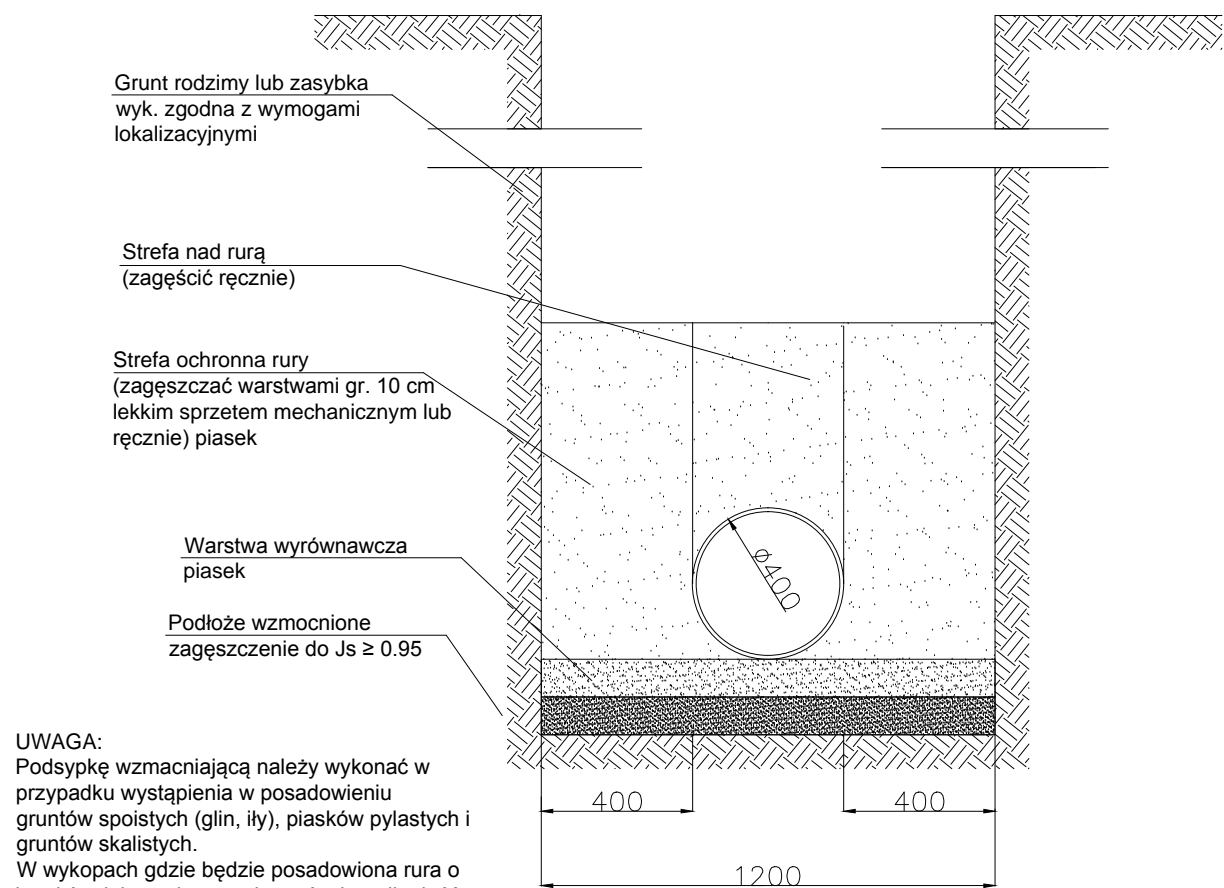 Grunt rodzimy lub zasybka
wyk. zgodna z wymogami
lokalizacyjnymi
Strefa nad rurą
(zagęścić ręcznie)
Strefa ochronna rury
(zagęszczać warstwami gr. 10 cm
lekkim sprzetem mechanicznym lub
ręcznie) piasek
Warstwa wyrównawcza
piasek
Podłoże wzmocnione
zagęszczenie do Js ≥ 0.95
ø400
400
400
1200
UWAGA:
Podsypkę wzmacniającą należy wykonać w
przypadku wystąpienia w posadowieniu
gruntów spoistych (glin, iły), piasków pylastych i
gruntów skalistych.
W wykopach gdzie będzie posadowiona rura o